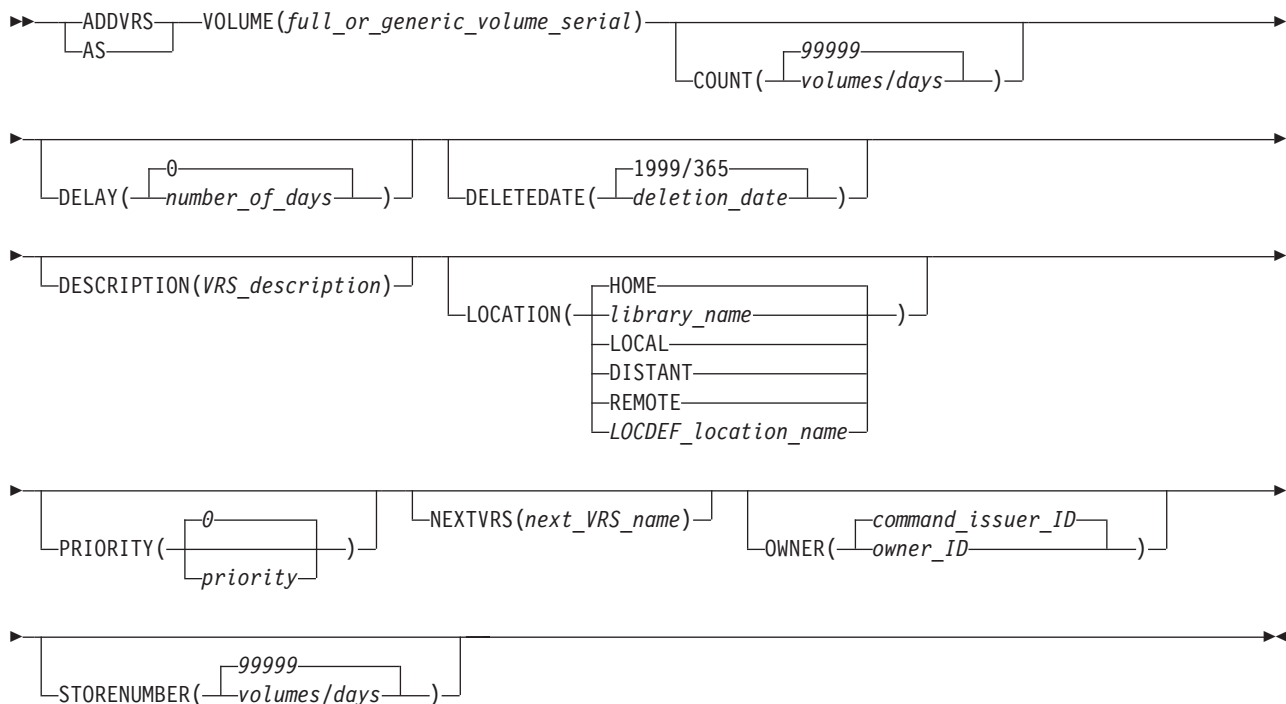 ADDVRS VOLUME(full_or_generic_volume_serial)
AS
99999
COUNT( volumes/days )
0
DELAY( number_of_days )
1999/365
DELETEDATE( deletion_date )
DESCRIPTION(VRS_description)
HOME
LOCATION( library_name )
LOCAL
DISTANT
REMOTE
LOCDEF_location_name
0
PRIORITY( )
priority
NEXTVRS(next_VRS_name)
command_issuer_ID
OWNER( owner_ID )
99999
STORENUMBER( volumes/days )